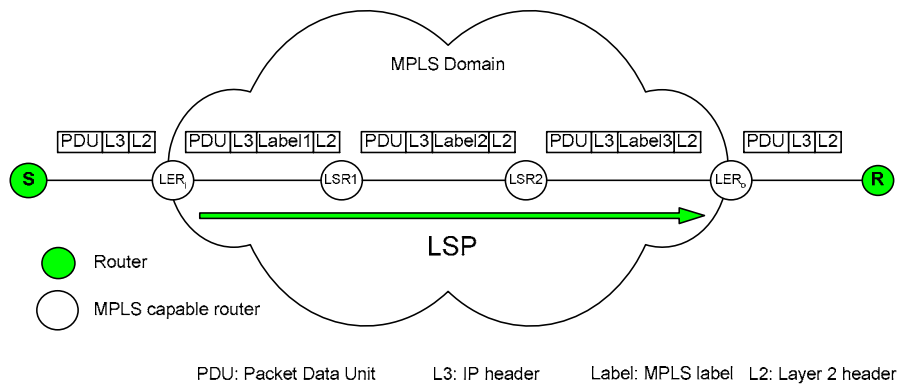 MPLS Domain
PDU L3 L2 PDU L3 Label1 L2 PDU L3 Label2 L2 PDU L3 Label3 L2 PDU L3 L2
S LERi LSR1 LSR2 LERo R
LSP
Router
MPLS capable router
PDU: Packet Data Unit L3: IP header Label: MPLS label L2: Layer 2 header